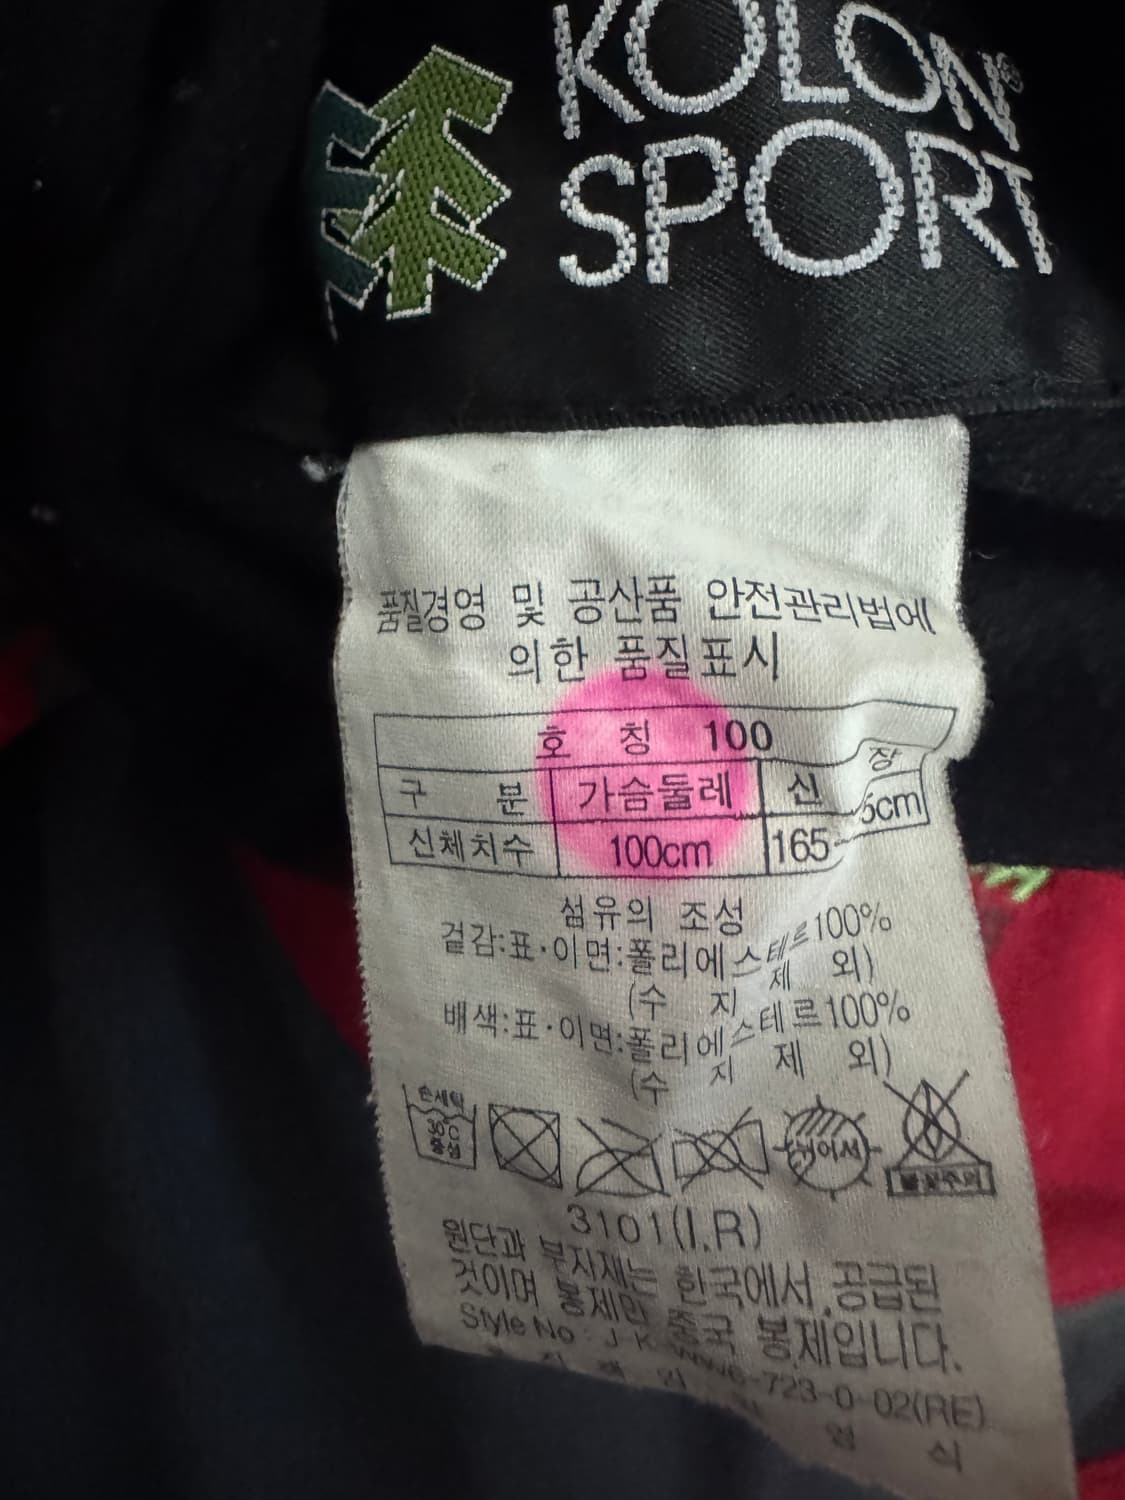 KOLON
SPORT
품질경영 및 공산품 안전관리법에
의한 품질표시
호 칭 100
구 분 가슴둘레 신 장
신체치수 100cm 165- 5cm
섬유의 조성
겉감:표·이면:폴리에스테르100%
(수 지 제 외)
배색:표·이면:폴리에스테르100%
(수 지 제 외)
손세탁
30°C
중성
3101(I.R)
원단과 부자재는 한국에서 공급된
것이며 봉제만 중국 봉제입니다.
Style No : J K -723-0-02(RE)